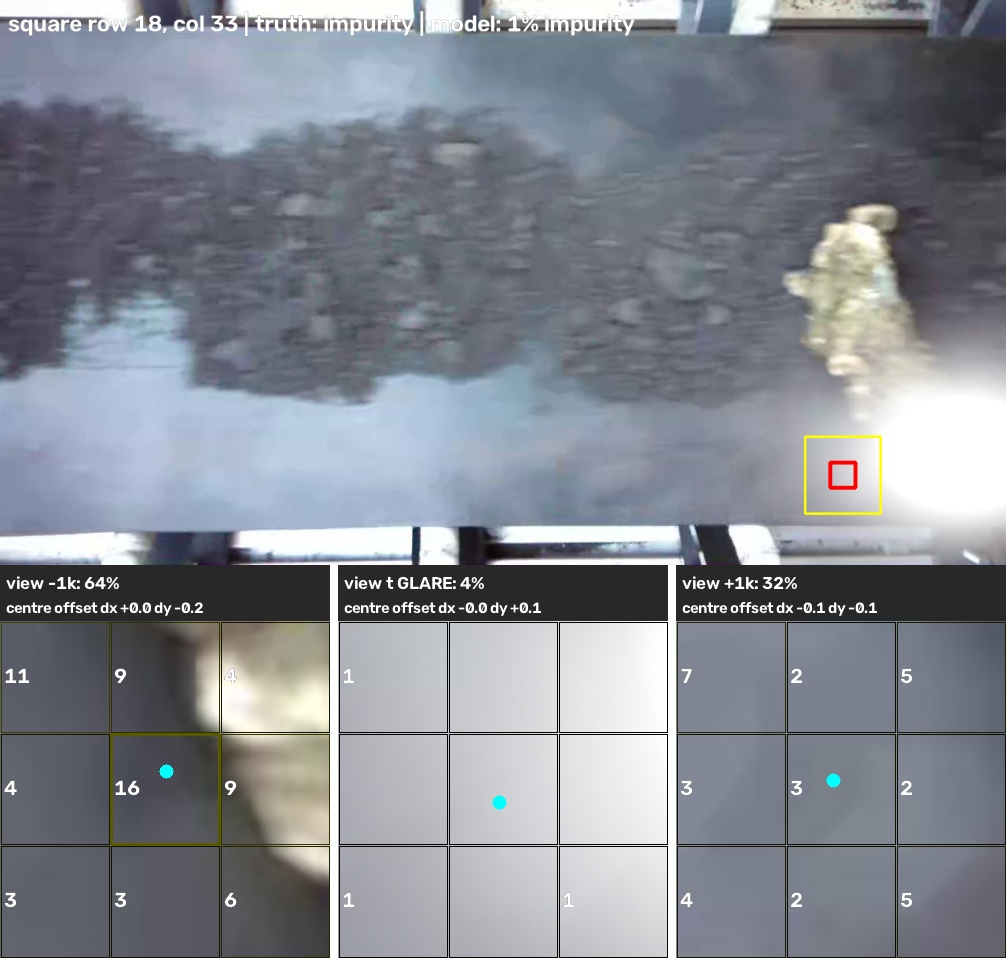 square row 18, col 33 | truth: impurity | model: 1% impurity
view -1k: 64%
centre offset dx +0.0 dy -0.2
view t GLARE: 4%
centre offset dx -0.0 dy +0.1
view +1k: 32%
centre offset dx -0.1 dy -0.1
11 9 4
4 16 9
3 3 6
1
1 1
7 2 5
3 3 2
4 2 5